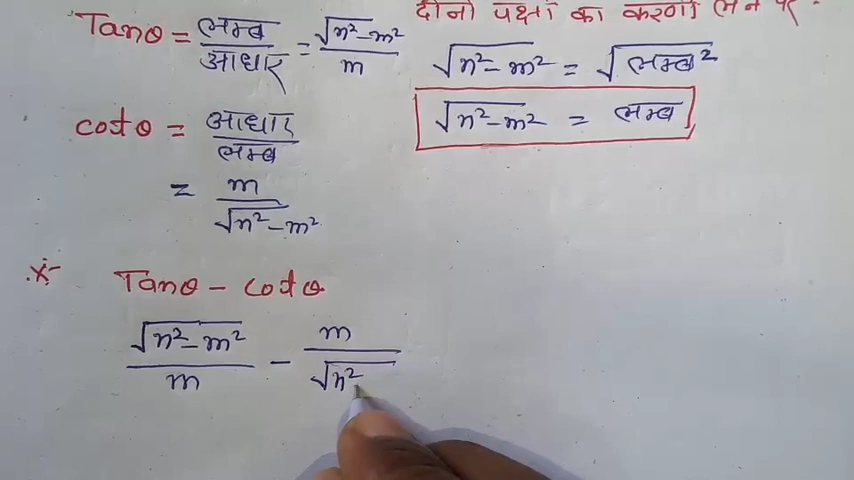 Tanθ = लम्ब / आधार = √n²-m² / m
दोनो पक्षों का करणी लेने पर
√n²-m² = √लम्ब²
√n²-m² = लम्ब
cotθ = आधार / लम्ब
= m / √n²-m²
Tanθ - cotθ
√n²-m² / m - m / √n²